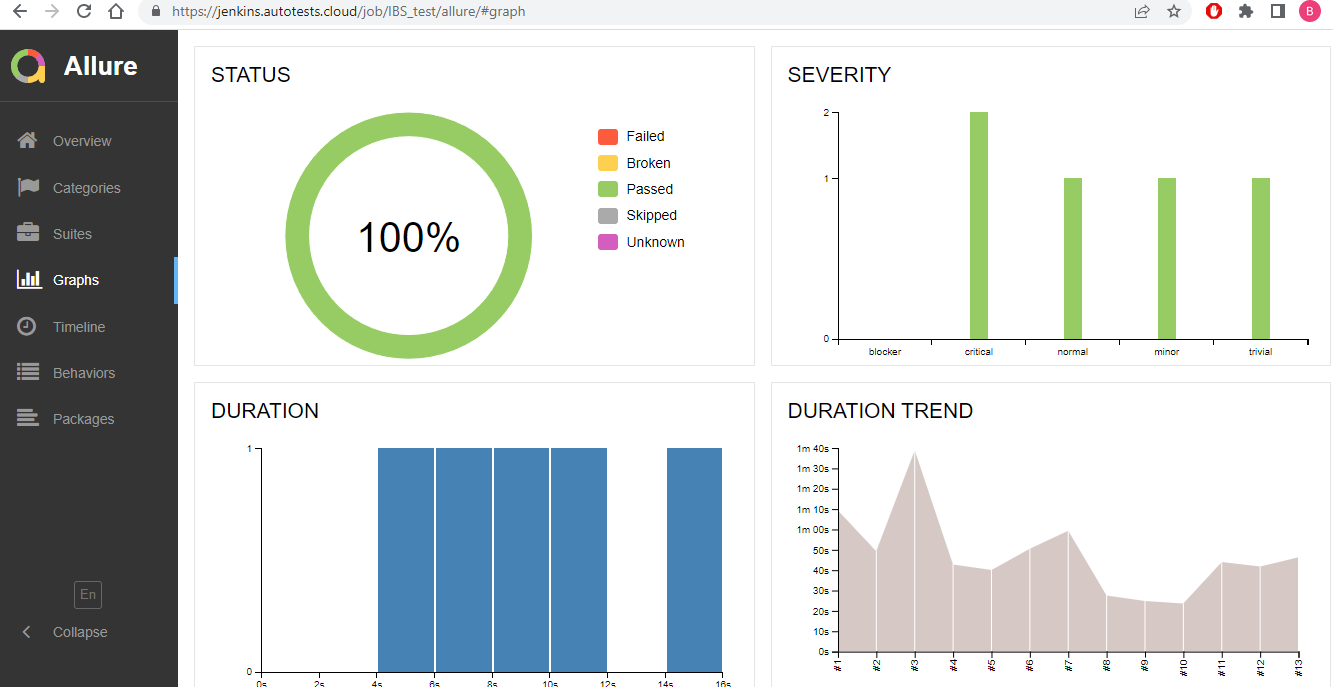 https://jenkins.autotests.cloud/job/IBS_test/allure/#graph
B
Allure
Overview
Categories
Suites
Graphs
Timeline
Behaviors
Packages
En
Collapse
STATUS
100%
Failed
Broken
Passed
Skipped
Unknown
SEVERITY
2
1
0
blocker critical normal minor trivial
DURATION
1
0
0s 2s 4s 6s 8s 10s 12s 14s 16s
DURATION TREND
1m 40s
1m 30s
1m 20s
1m 10s
1m 00s
50s
40s
30s
20s
10s
0s
#1 #2 #3 #4 #5 #6 #7 #8 #9 #10 #11 #12 #13